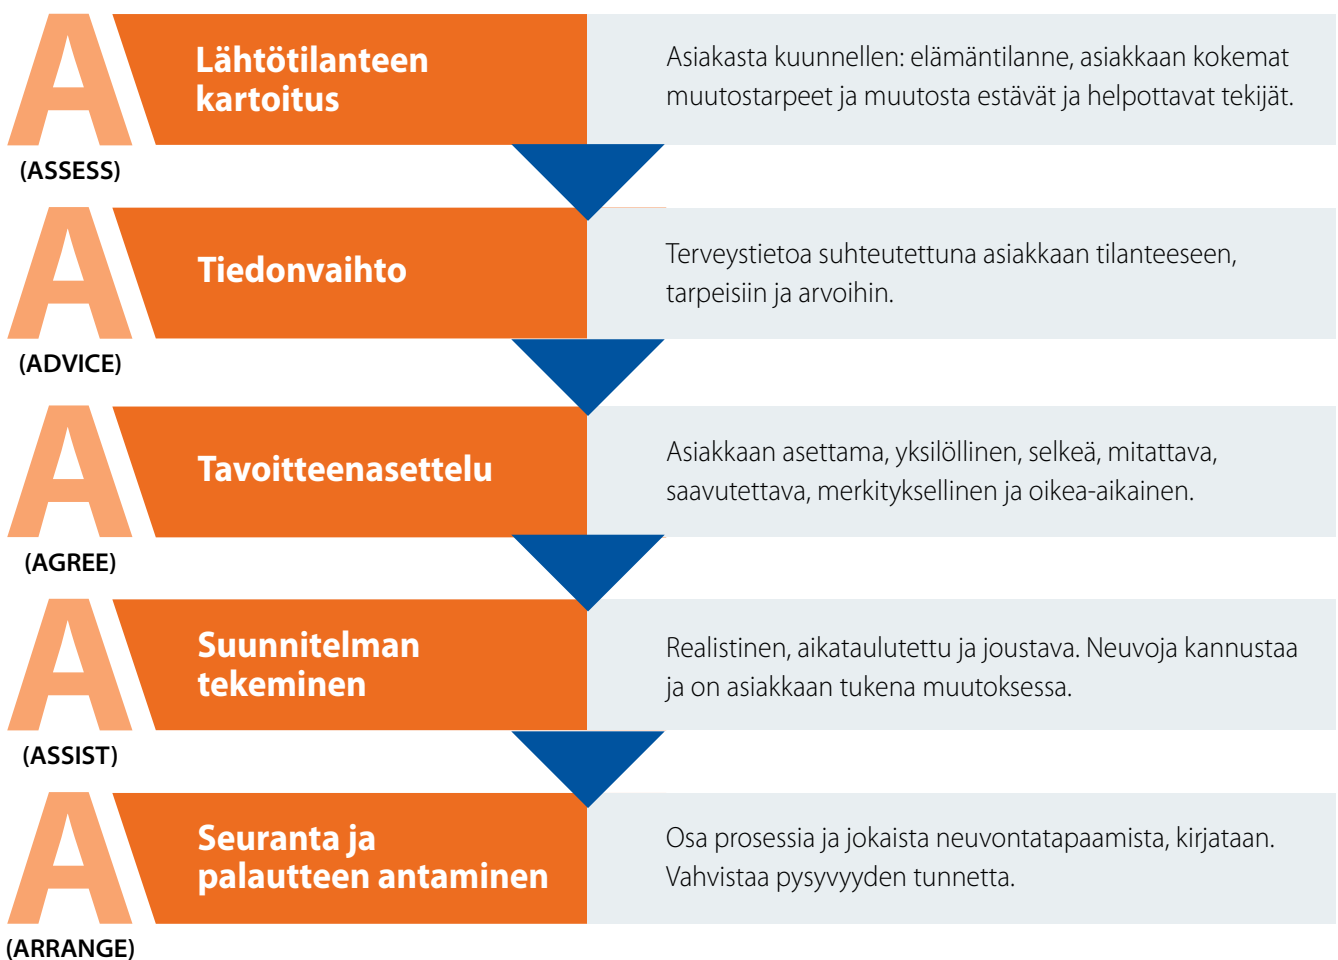 A
Lähtötilanteen
kartoitus
Asiakasta kuunnellen: elämäntilanne, asiakkaan kokemat
muutostarpeet ja muutosta estävät ja helpottavat tekijät.
(ASSESS)
A
Tiedonvaihto
Terveystietoa suhteutettuna asiakkaan tilanteeseen,
tarpeisiin ja arvoihin.
(ADVICE)
A
Tavoitteenasettelu
Asiakkaan asettama, yksilöllinen, selkeä, mitattava,
saavutettava, merkityksellinen ja oikea-aikainen.
(AGREE)
A
Suunnitelman
tekeminen
Realistinen, aikataulutettu ja joustava. Neuvoja kannustaa
ja on asiakkaan tukena muutoksessa.
(ASSIST)
A
Seuranta ja
palautteen antaminen
Osa prosessia ja jokaista neuvontatapaamista, kirjataan.
Vahvistaa pysyvyyden tunnetta.
(ARRANGE)